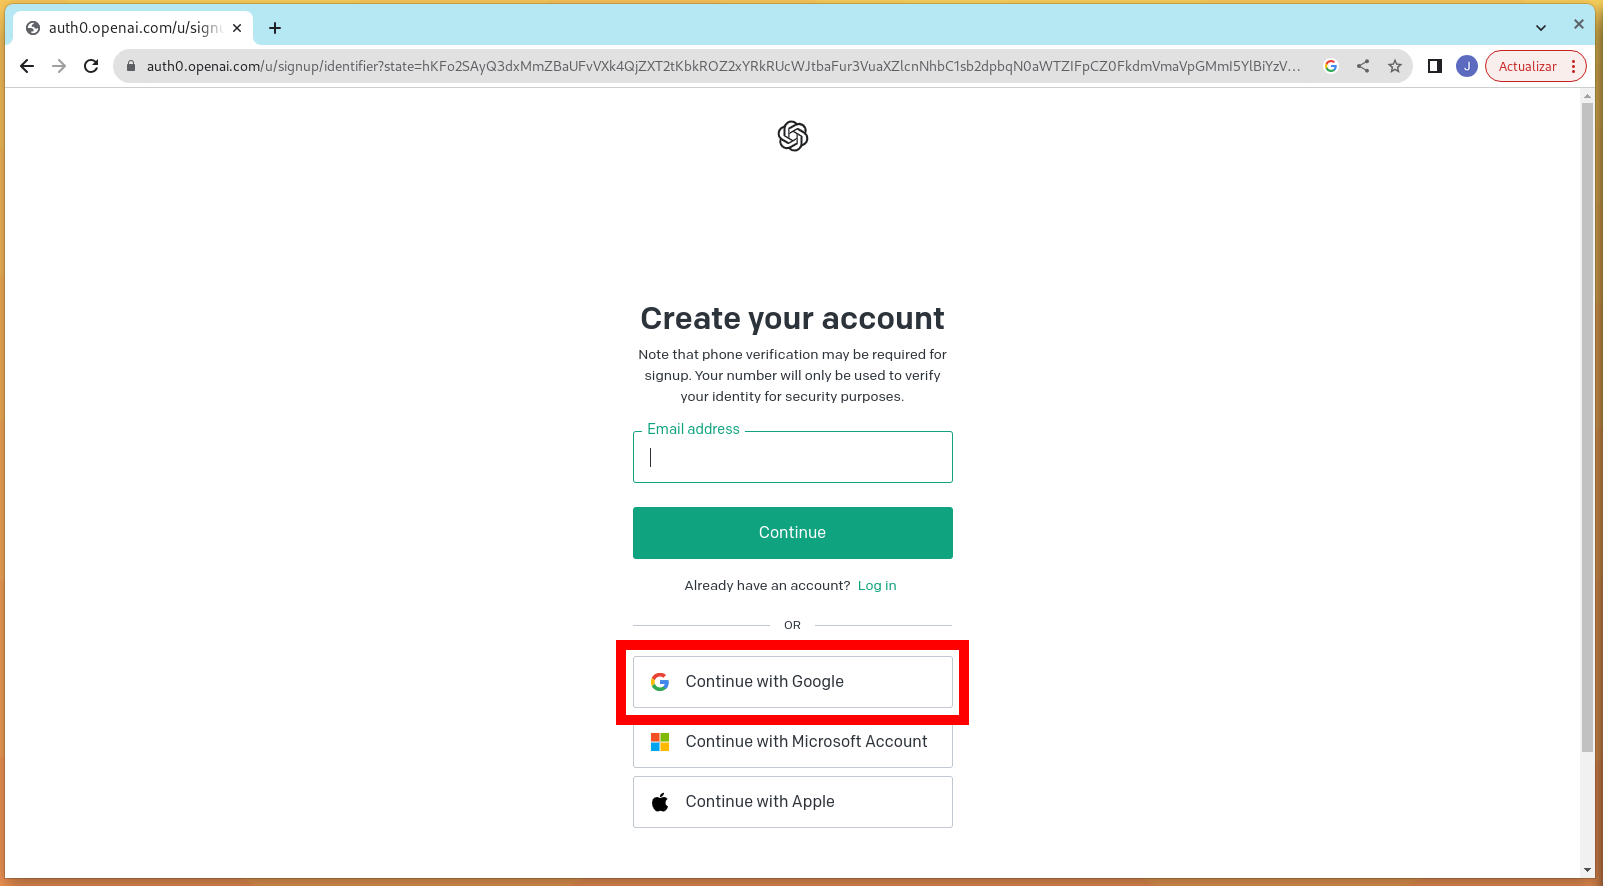 auth0.openai.com/u/sign
auth0.openai.com/u/signup/identifier?state=hKFo2SAyQ3dxMmZBaUFvVXk4QjZXT2tKbkROZ2xYRkRUcWJtbaFur3VuaXZlcnNhbC1sb2dpbqN0aWTZIFpCZ0FkdmVmaVpGMmI5YlBiYzV...
J
Actualizar
Create your account
Note that phone verification may be required for
signup. Your number will only be used to verify
your identity for security purposes.
Email address
Continue
Already have an account? Log in
OR
Continue with Google
Continue with Microsoft Account
Continue with Apple